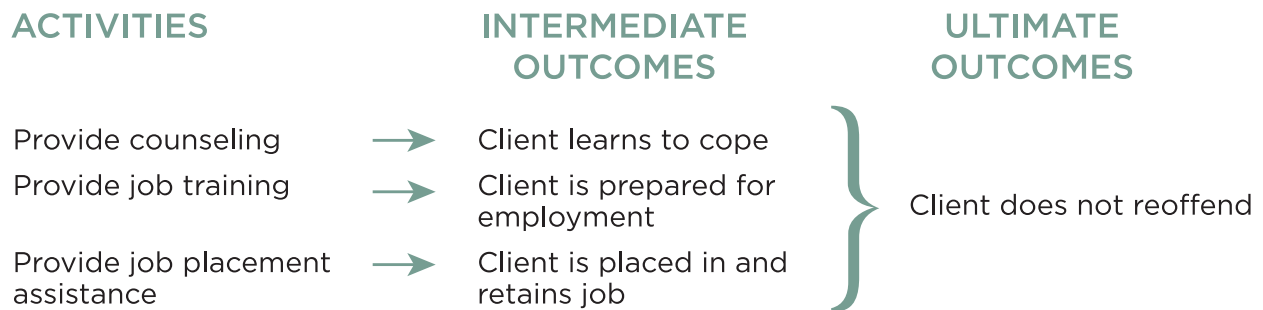 ACTIVITIES
INTERMEDIATE
OUTCOMES
ULTIMATE
OUTCOMES
Provide counseling
Client learns to cope
Provide job training
Client is prepared for
employment
Provide job placement
assistance
Client is placed in and
retains job
Client does not reoffend